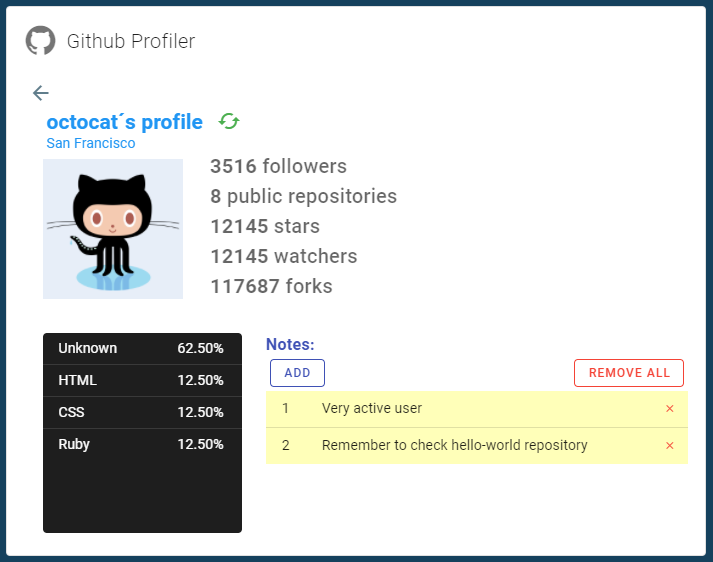 Github Profiler
octocat´s profile
San Francisco
3516 followers
8 public repositories
12145 stars
12145 watchers
117687 forks
Unknown 62.50%
HTML 12.50%
CSS 12.50%
Ruby 12.50%
Notes:
ADD REMOVE ALL
1 Very active user ×
2 Remember to check hello-world repository ×